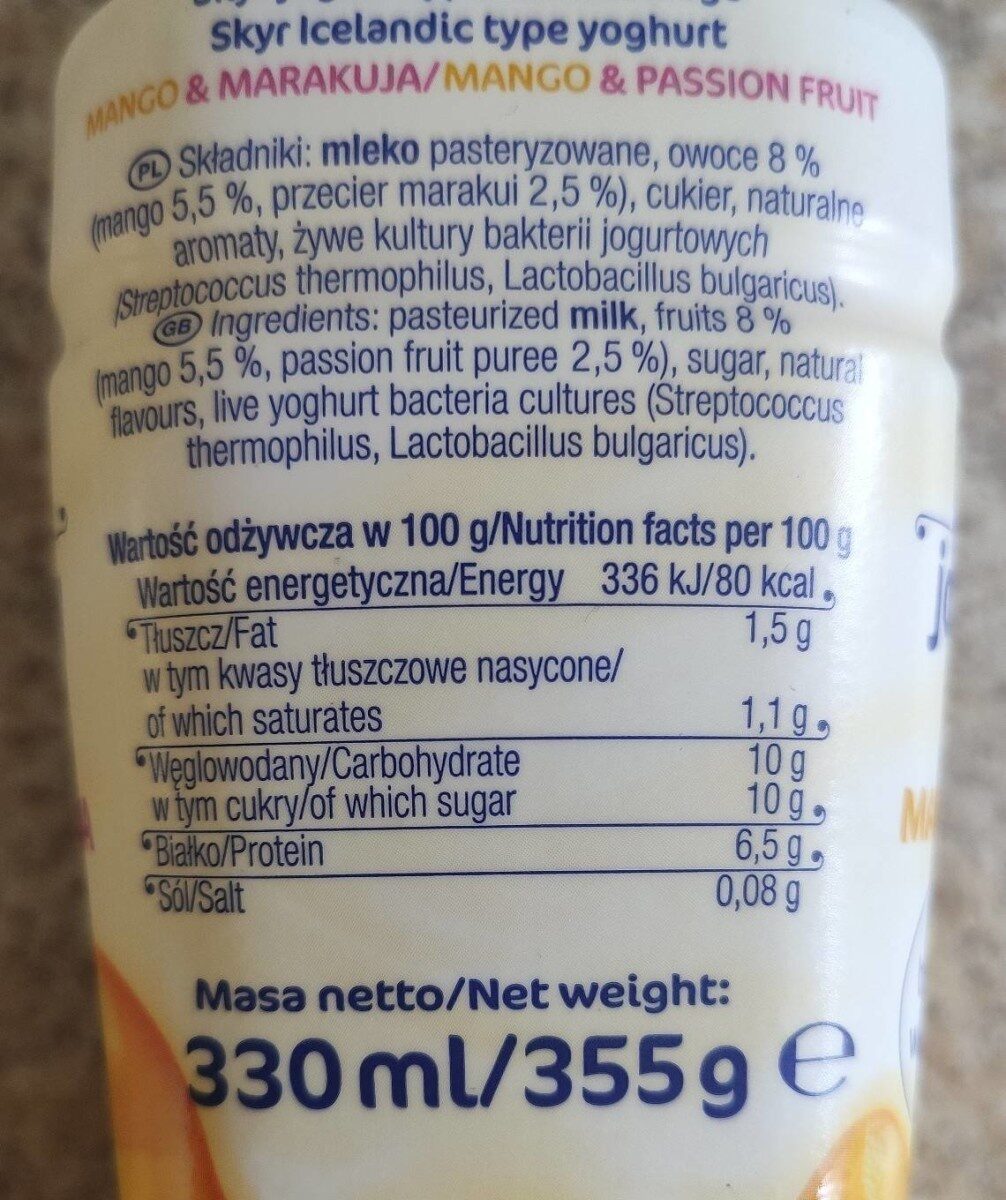 Skyr Icelandic type yoghurt
MANGO & MARAKUJA/MANGO & PASSION FRUIT
PL Składniki: mleko pasteryzowane, owoce 8 %
(mango 5,5 %, przecier marakui 2,5 %), cukier, naturalne
aromaty, żywe kultury bakterii jogurtowych
(Streptococcus thermophilus, Lactobacillus bulgaricus).
GB Ingredients: pasteurized milk, fruits 8 %
(mango 5,5 %, passion fruit puree 2,5 %), sugar, natural
flavours, live yoghurt bacteria cultures (Streptococcus
thermophilus, Lactobacillus bulgaricus).
Wartość odżywcza w 100 g/Nutrition facts per 100 g
Wartość energetyczna/Energy 336 kJ/80 kcal
Tłuszcz/Fat 1,5 g
w tym kwasy tłuszczowe nasycone/
of which saturates 1,1 g
Węglowodany/Carbohydrate 10 g
w tym cukry/of which sugar 10 g
Białko/Protein 6,5 g
Sól/Salt 0,08 g
Masa netto/Net weight:
330 ml/355 g e